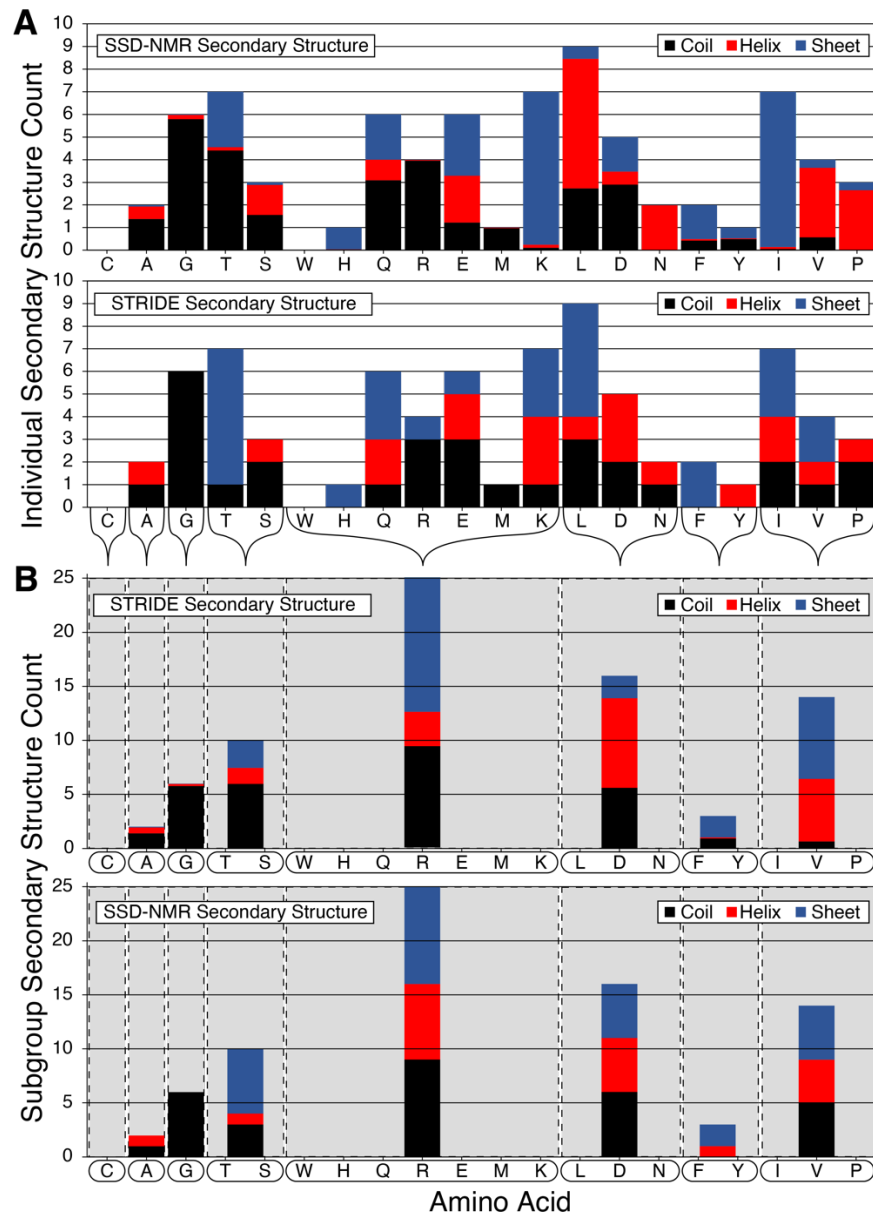 A
SSD-NMR Secondary Structure
Coil Helix Sheet
Individual Secondary Structure Count
10
9
8
7
6
5
4
3
2
1
0
C A G T S W H Q R E M K L D N F Y I V P
STRIDE Secondary Structure
Coil Helix Sheet
10
9
8
7
6
5
4
3
2
1
0
C A G T S W H Q R E M K L D N F Y I V P
B
STRIDE Secondary Structure
Coil Helix Sheet
Subgroup Secondary Structure Count
25
20
15
10
5
0
C A G T S W H Q R E M K L D N F Y I V P
SSD-NMR Secondary Structure
Coil Helix Sheet
25
20
15
10
5
0
C A G T S W H Q R E M K L D N F Y I V P
Amino Acid